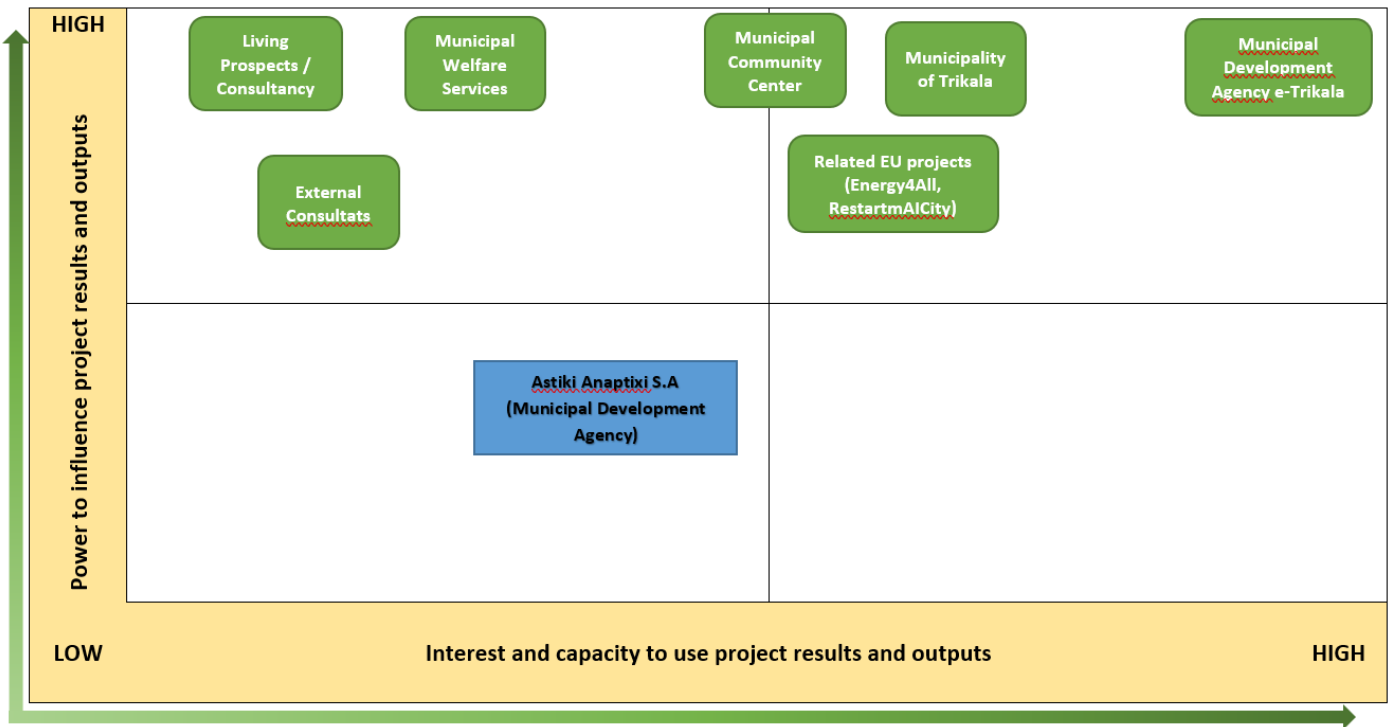 HIGH
Living
Prospects /
Consultancy
Municipal
Welfare
Services
Municipal
Community
Center
Municipality
of Trikala
Municipal
Development
Agency e-Trikala
External
Consultats
Related EU projects
(Energy4All,
RestartmAICity)
Power to influence project results and outputs
Astiki Anaptixi S.A
(Municipal Development
Agency)
LOW
Interest and capacity to use project results and outputs
HIGH